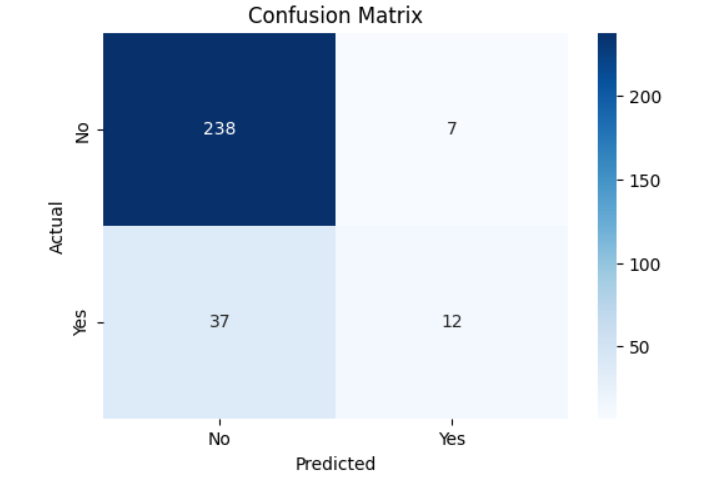 Confusion Matrix
No
238
7
Yes
37
12
Actual
No
Yes
Predicted
200
150
100
50